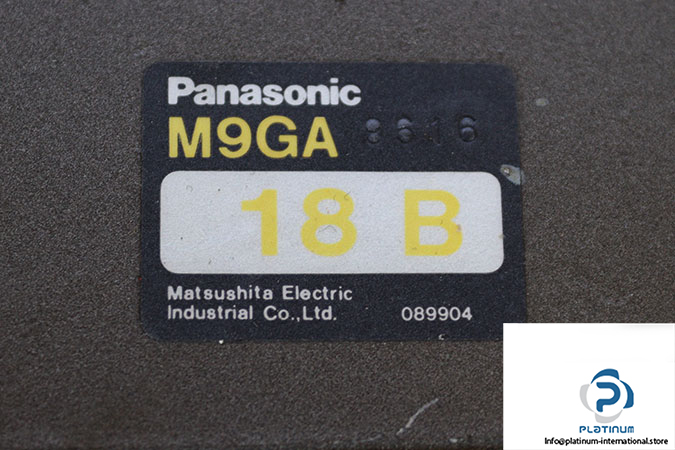 Panasonic
M9GA 8616
18 B
Matsushita Electric
Industrial Co.,Ltd. 089904
PLATINUM
Info@platinum-international.store